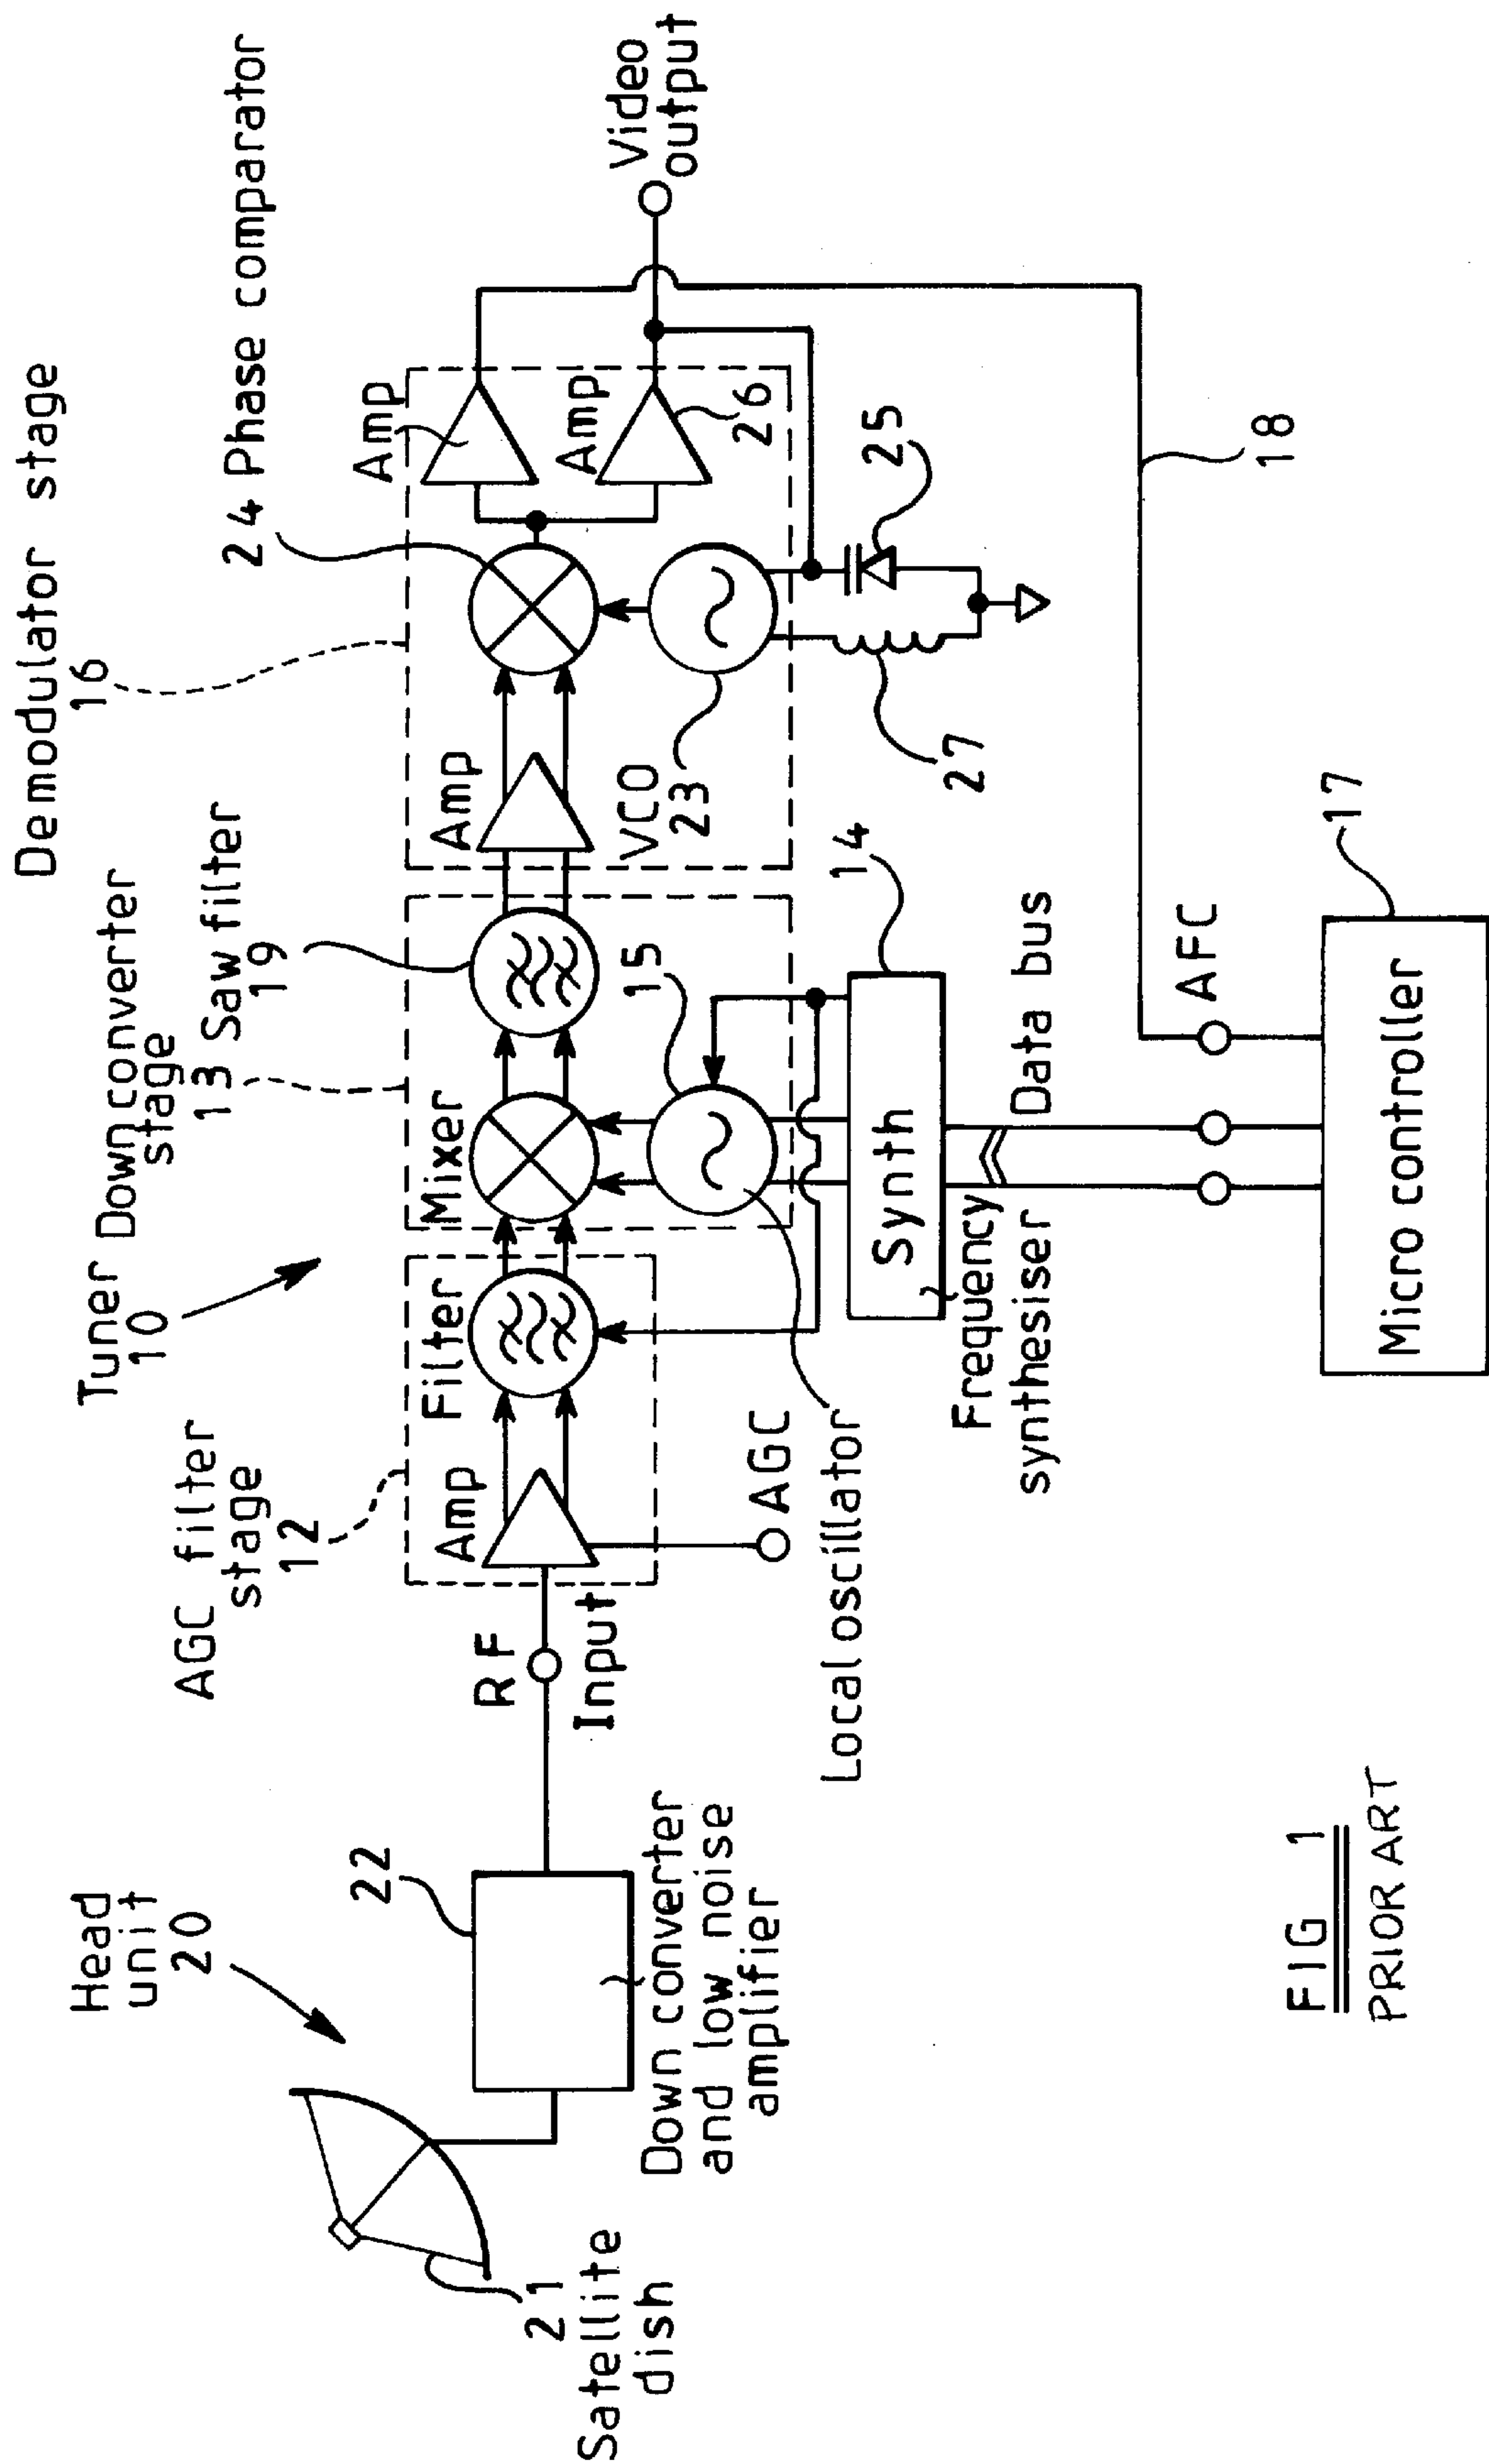 Demodulator stage
16
24 Phase comparator
Tuner
10
Down converter
stage
13
Saw filter
19
AGC filter
stage
12
Head
unit
20
22
21
Satellite
dish
Down converter
and low noise
amplifier
RF
Input
Amp
Filter
Mixer
Amp
Amp
Amp
26
Video
output
AGC
Local oscillator
15
VCO
23
25
27
14
Synth
Frequency
synthesiser
Data bus
AFC
18
17
Micro controller
FIG 1
PRIOR ART